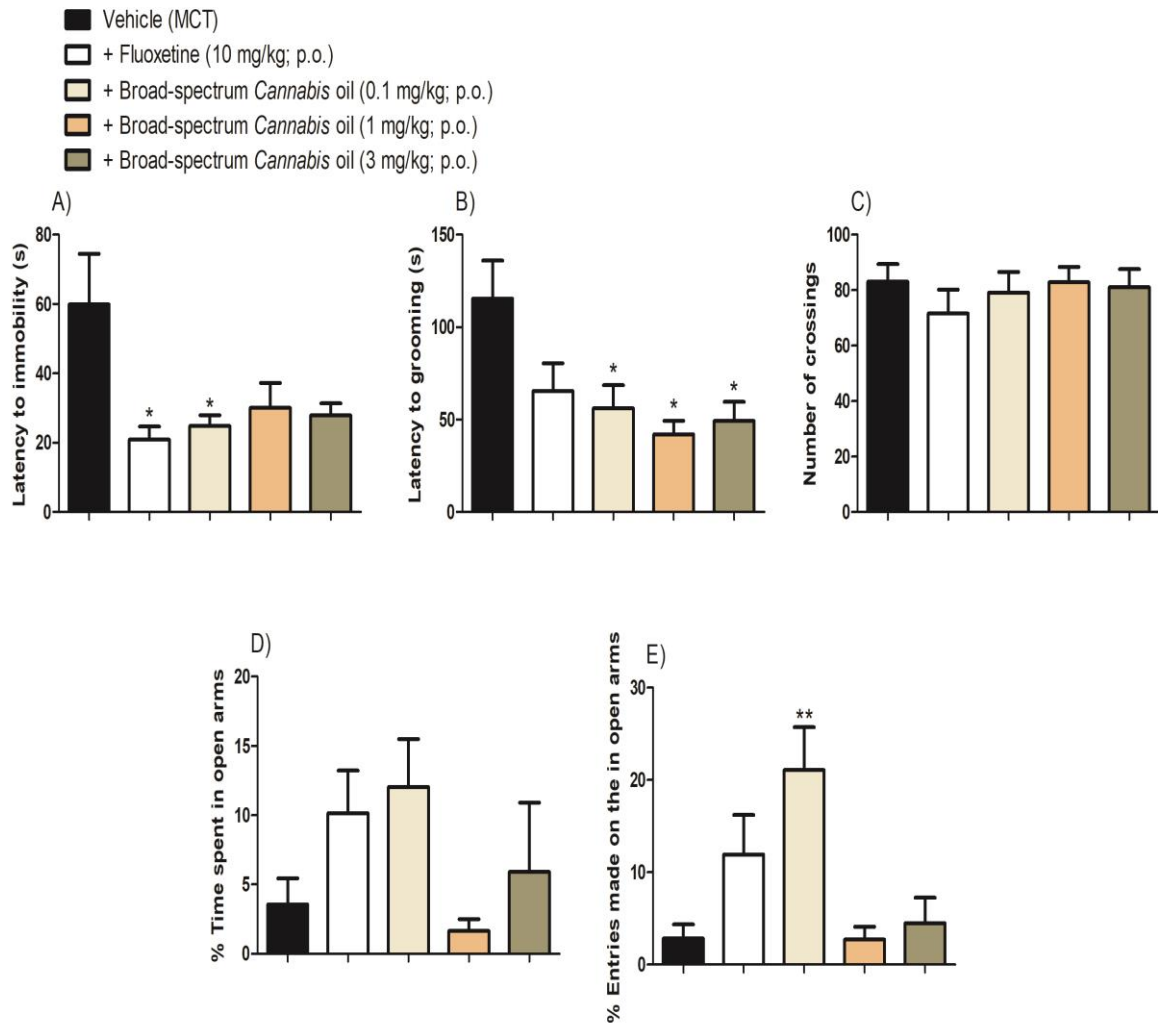 Vehicle (MCT)
+ Fluoxetine (10 mg/kg; p.o.)
+ Broad-spectrum Cannabis oil (0.1 mg/kg; p.o.)
+ Broad-spectrum Cannabis oil (1 mg/kg; p.o.)
+ Broad-spectrum Cannabis oil (3 mg/kg; p.o.)
A)
Latency to immobility (s)
80
60
40
20
0
*
*
B)
Latency to grooming (s)
150
100
50
0
*
*
*
C)
Number of crossings
100
80
60
40
20
0
D)
% Time spent in open arms
20
15
10
5
0
E)
% Entries made on the in open arms
30
20
10
0
**